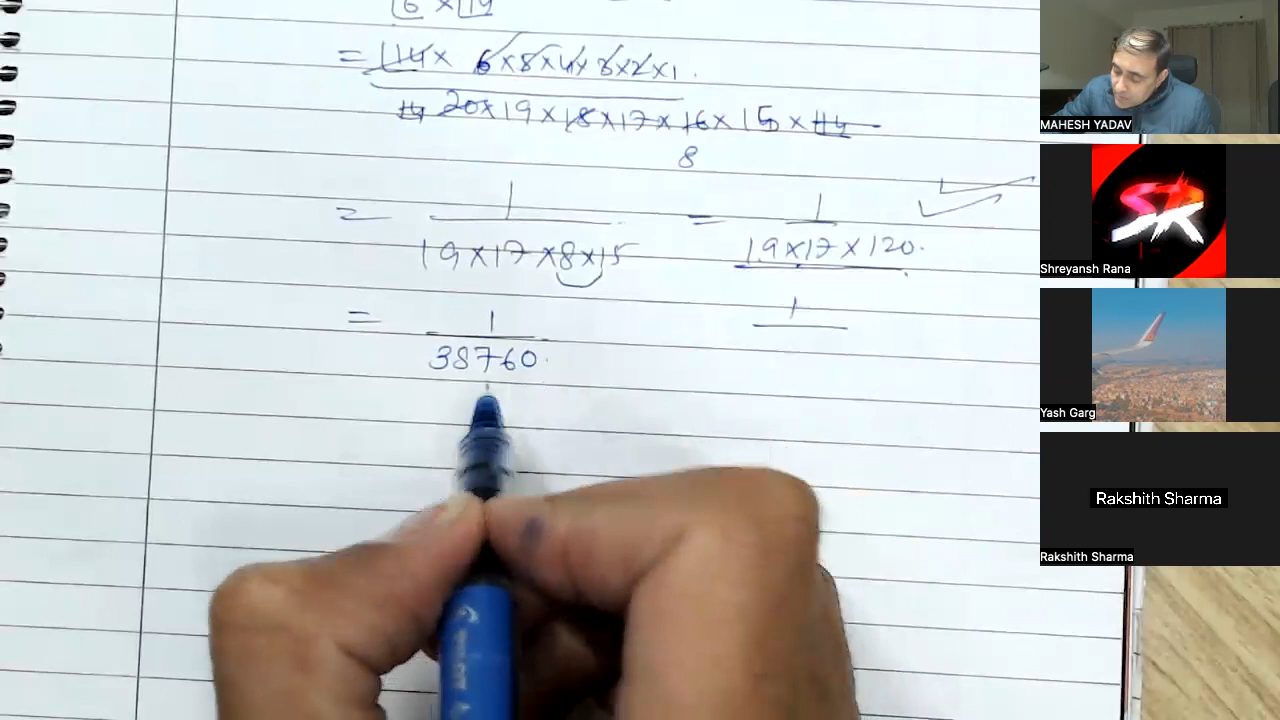 6 × 14
= 14 × 6×5×4×3×2×1.
14 20×19×18×17×16×15×14
8
= 1 / 19×17×8×15 = 1 / 19×17×120.
= 1 / 38760. 1
MAHESH YADAV
Shreyansh Rana
Yash Garg
Rakshith Sharma
Rakshith Sharma